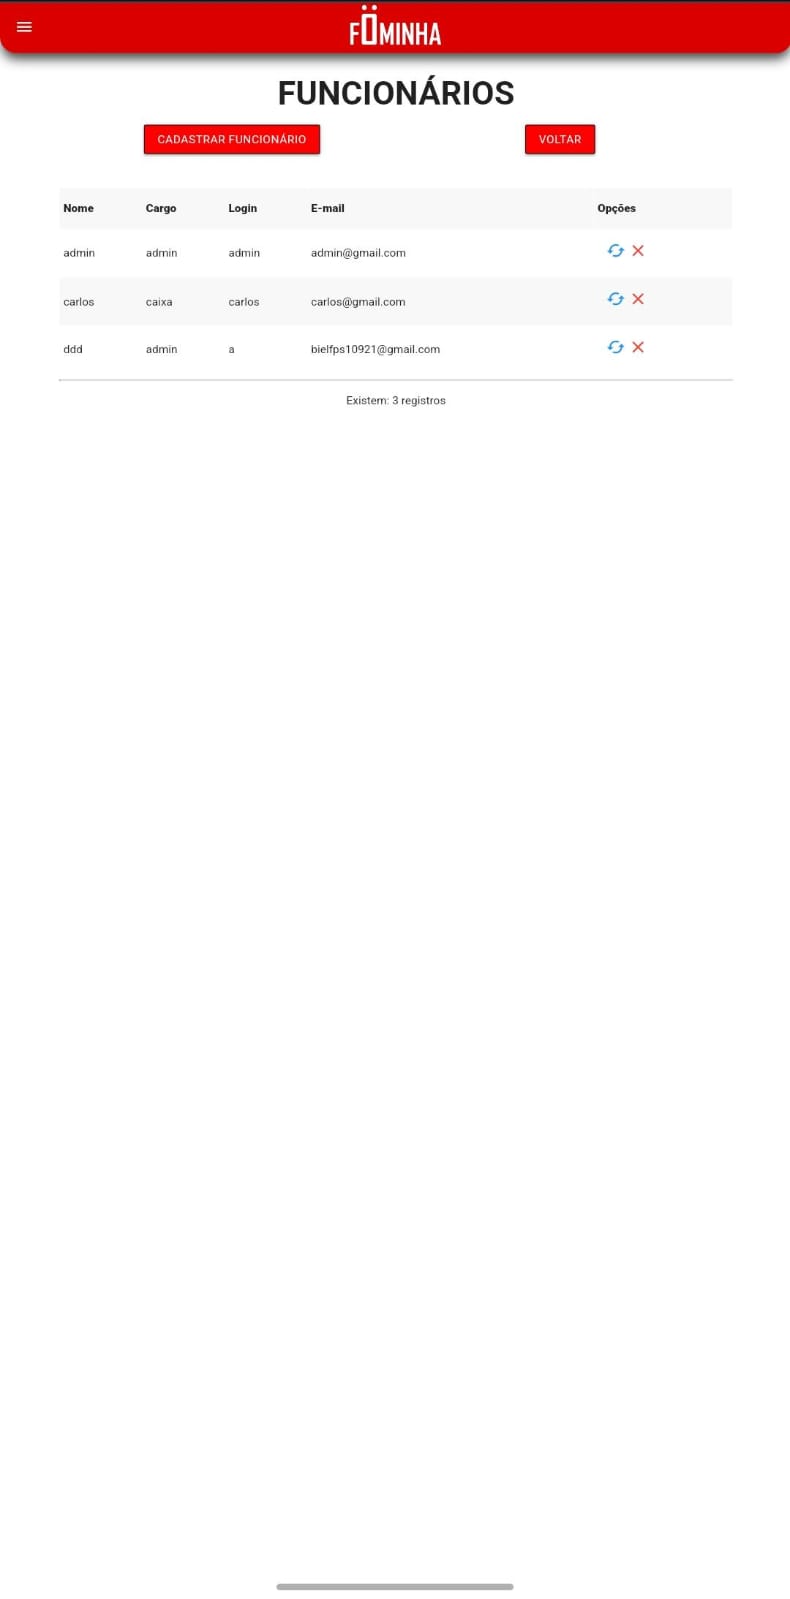 FÖMINHA
FUNCIONÁRIOS
CADASTRAR FUNCIONÁRIO VOLTAR
Nome Cargo Login E-mail Opções
admin admin admin admin@gmail.com
carlos caixa carlos carlos@gmail.com
ddd admin a bielfps10921@gmail.com
Existem: 3 registros